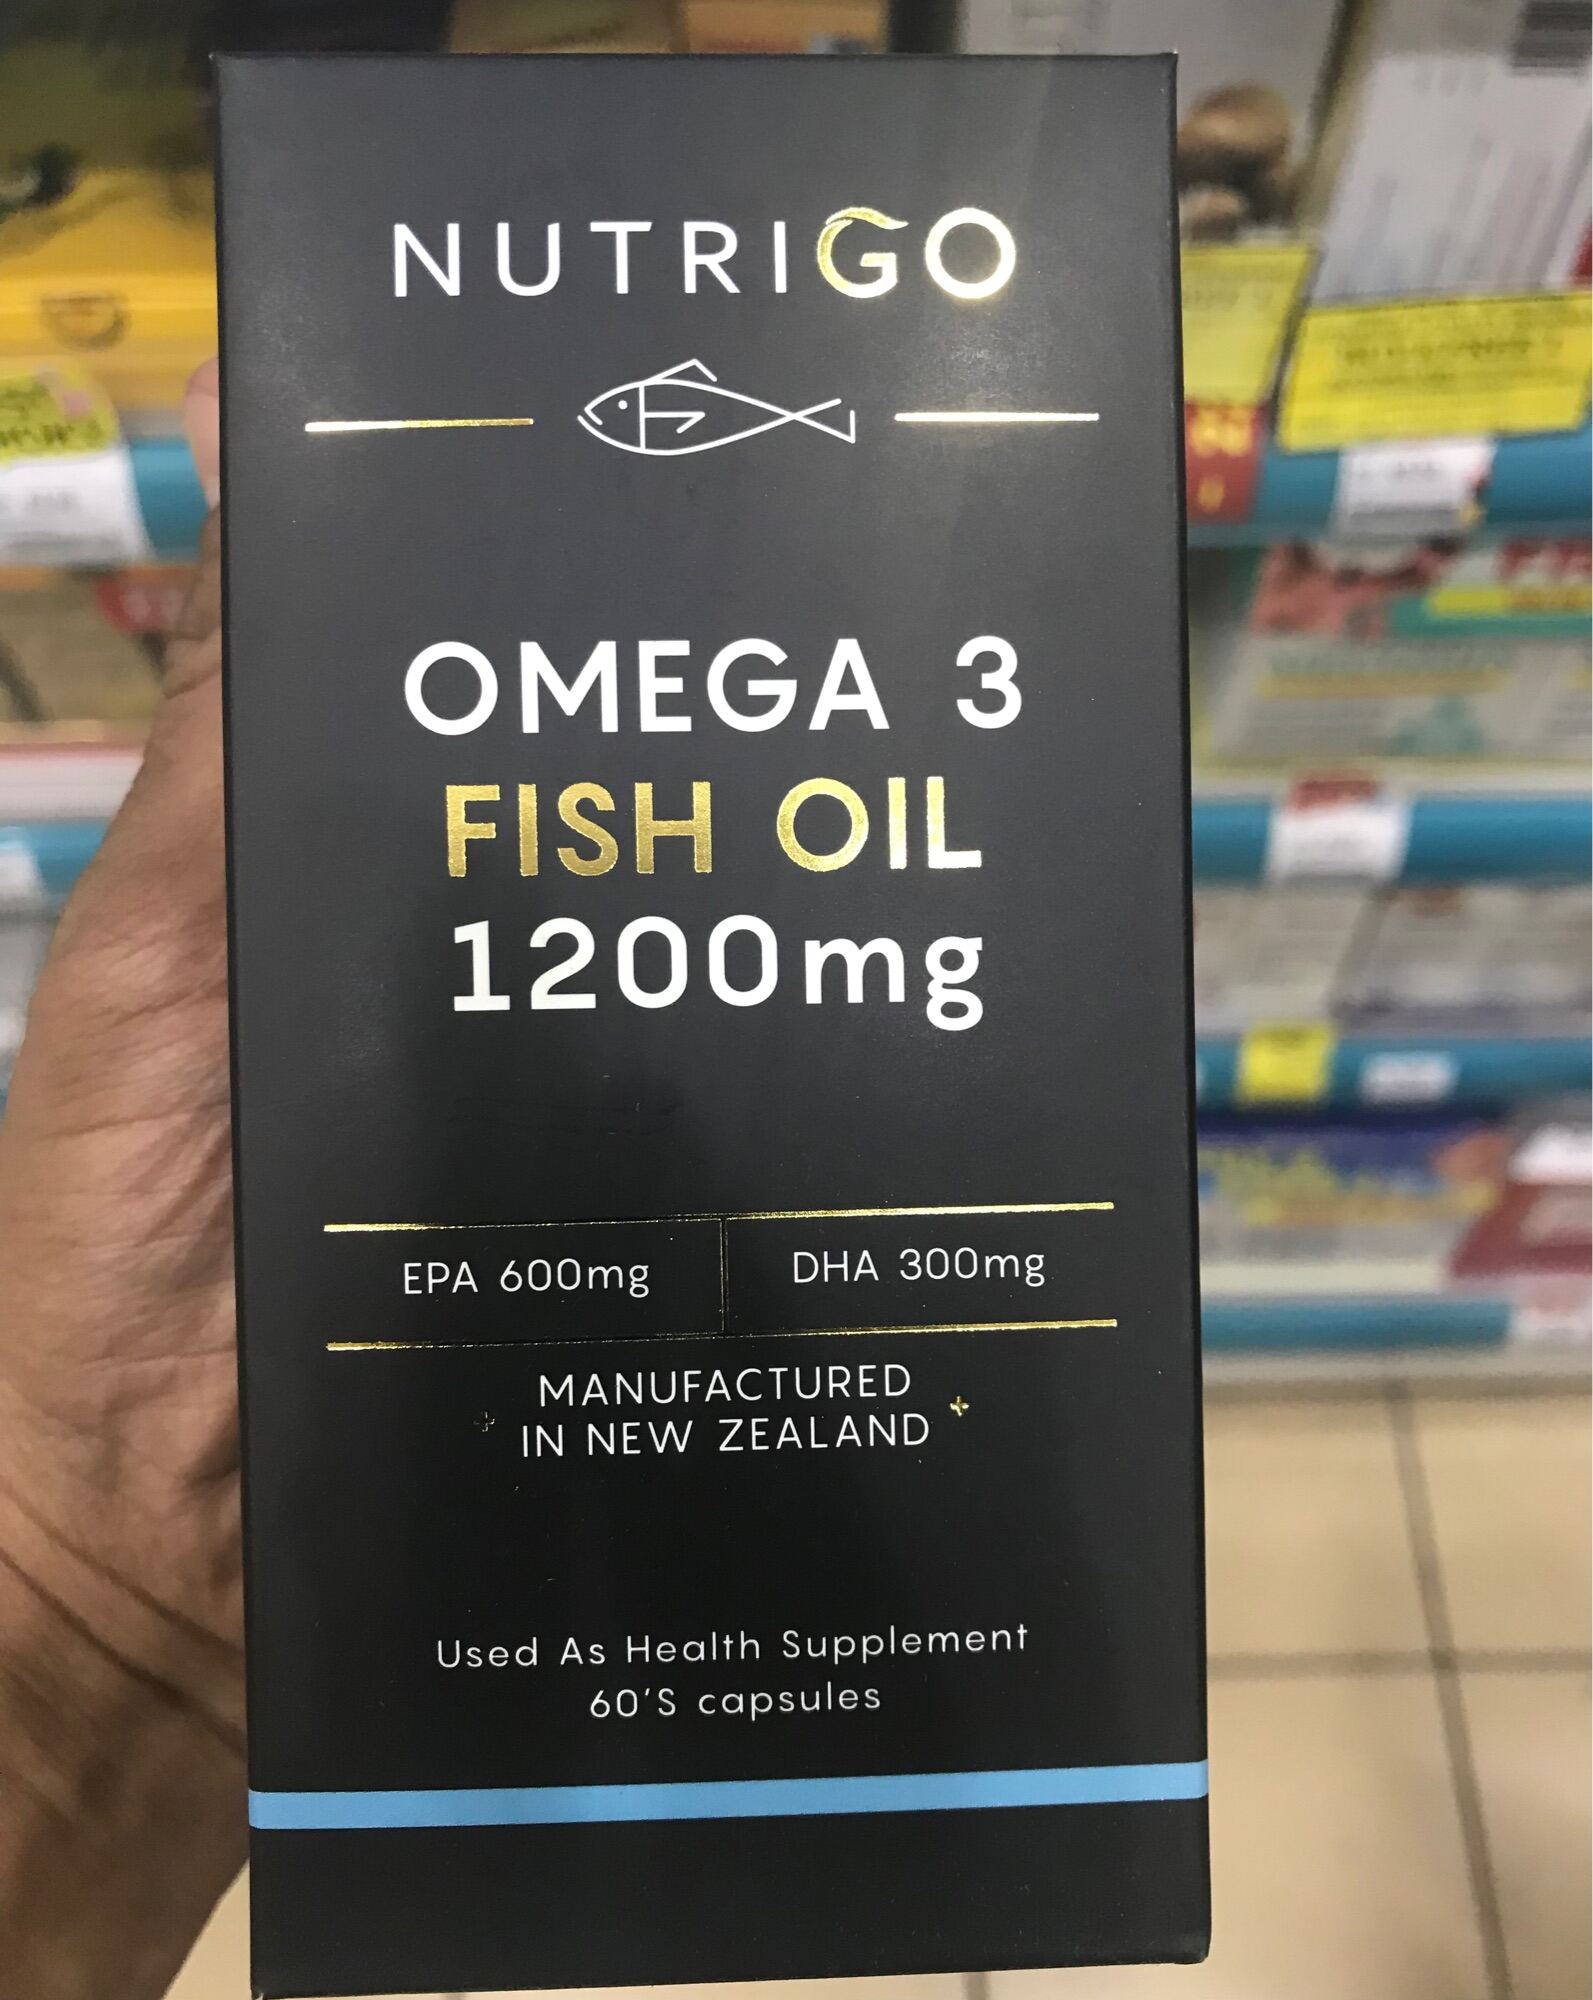 NUTRIGO
OMEGA 3
FISH OIL
1200mg
EPA 600mg
DHA 300mg
MANUFACTURED
IN NEW ZEALAND
Used As Health Supplement
60'S capsules